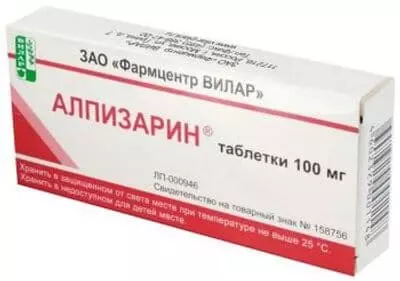 ВИЛАР
ЗАО «Фармцентр ВИЛАР»
АЛПИЗАРИН®
таблетки 100 мг
ЛП-000946
Свидетельство на товарный знак № 158756
Хранить в защищенном от света месте при температуре не выше 25 °C.
Хранить в недоступном для детей месте.